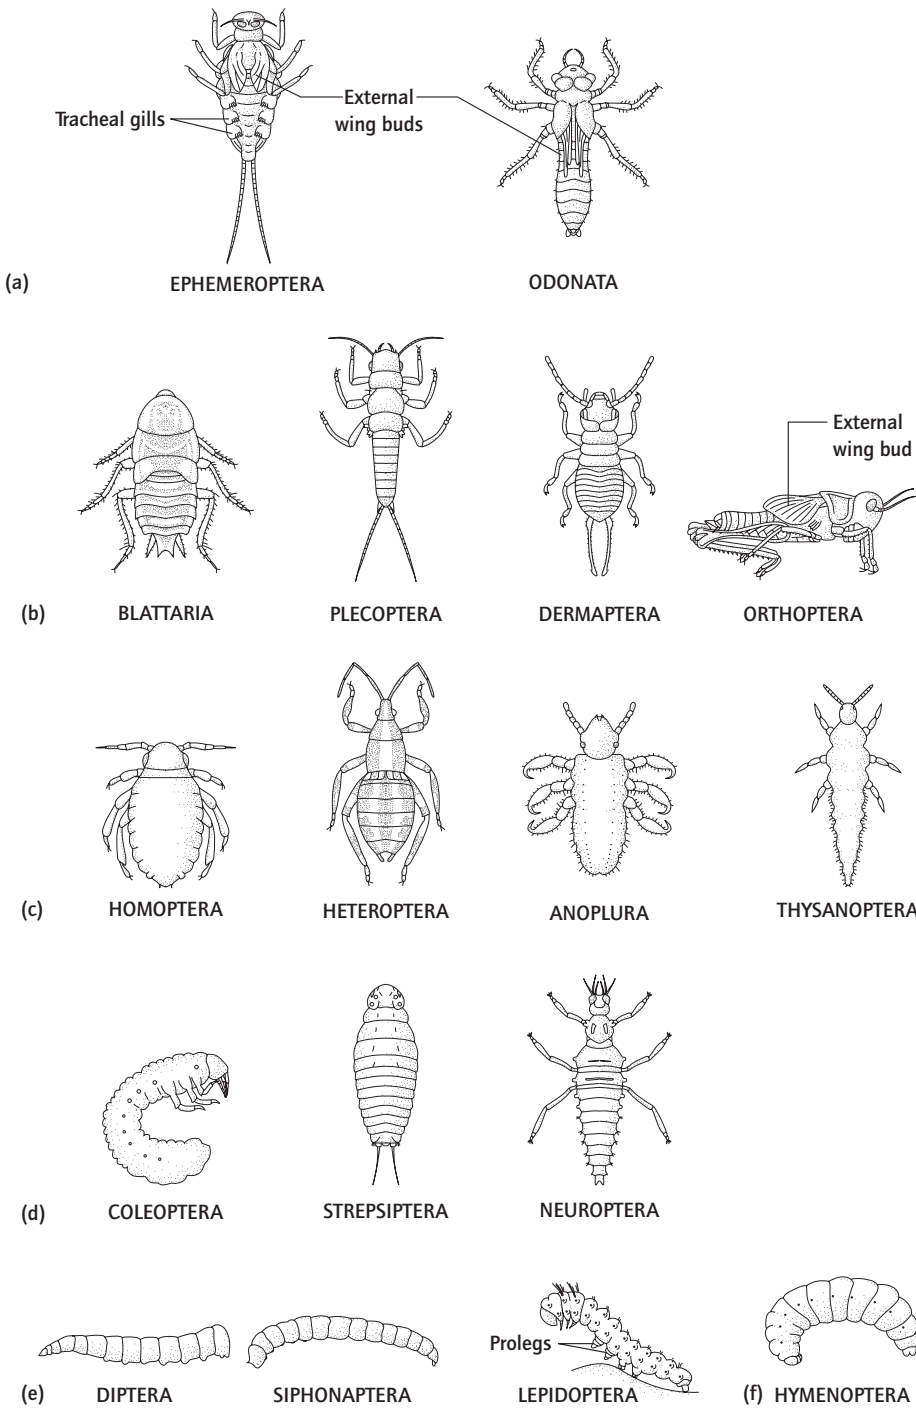 Tracheal gills
External
wing buds
(a) EPHEMEROPTERA ODONATA
External
wing bud
(b) BLATTARIA PLECOPTERA DERMAPTERA ORTHOPTERA
(c) HOMOPTERA HETEROPTERA ANOPLURA THYSANOPTERA
(d) COLEOPTERA STREPSIPTERA NEUROPTERA
Prolegs
(e) DIPTERA SIPHONAPTERA LEPIDOPTERA (f) HYMENOPTERA